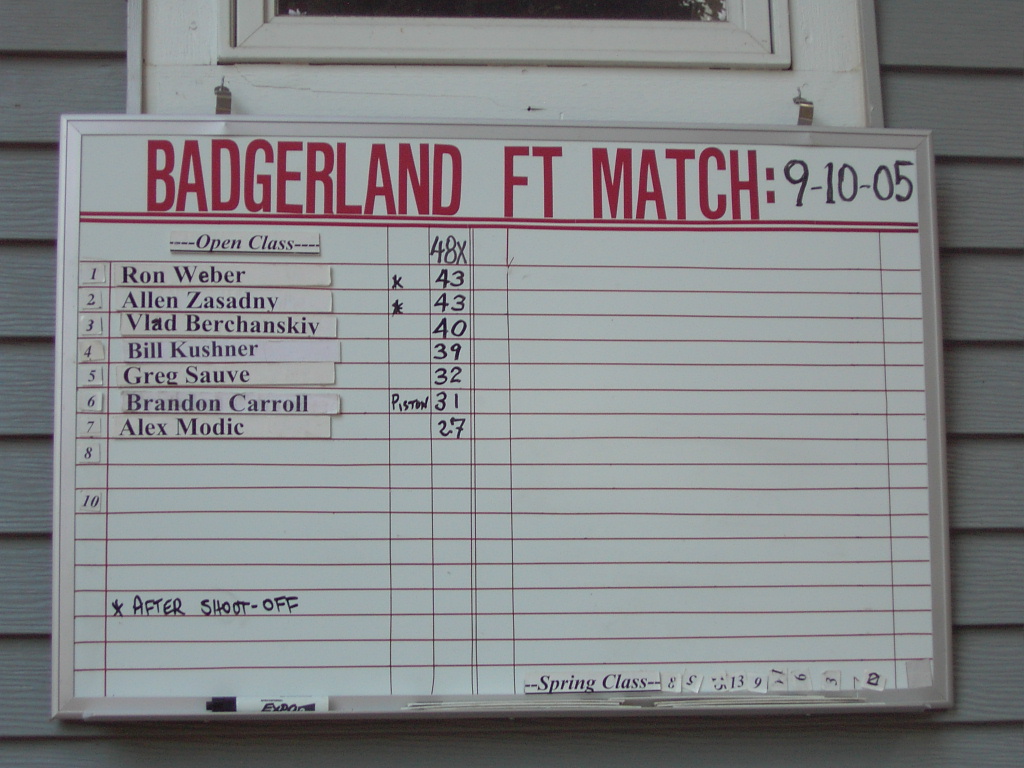 BADGERLAND FT MATCH: 9-10-05
----Open Class---- 48X
1 Ron Weber * 43
2 Allen Zasadny * 43
3 Vlad Berchanskiy 40
4 Bill Kushner 39
5 Greg Sauve 32
6 Brandon Carroll PISTON 31
7 Alex Modic 27
8
10
* AFTER SHOOT-OFF
--Spring Class-- 13 9
EXPO